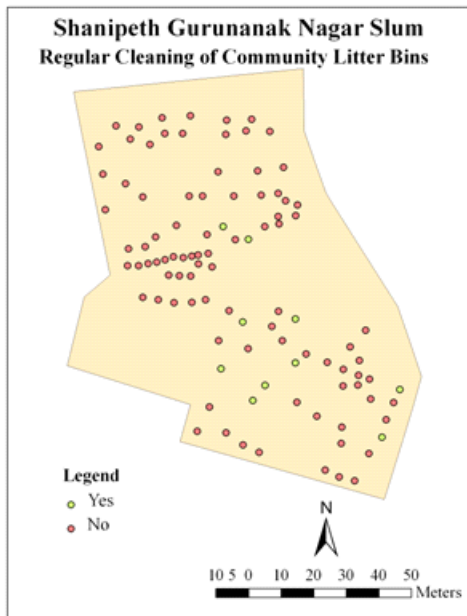 Shanipeth Gurunanak Nagar Slum
Regular Cleaning of Community Litter Bins
Legend
Yes
No
N
10 5 0 10 20 30 40 50
Meters